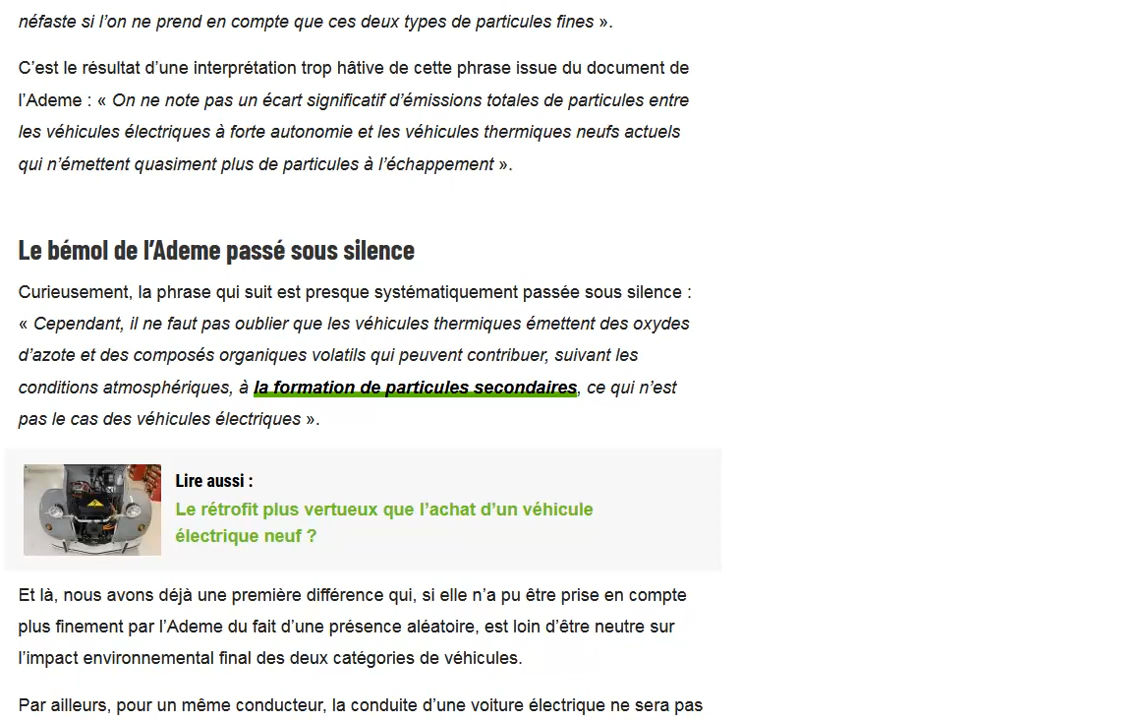 néfaste si l’on ne prend en compte que ces deux types de particules fines ».
C’est le résultat d’une interprétation trop hâtive de cette phrase issue du document de
l’Ademe : « On ne note pas un écart significatif d’émissions totales de particules entre
les véhicules électriques à forte autonomie et les véhicules thermiques neufs actuels
qui n’émettent quasiment plus de particules à l’échappement ».
Le bémol de l’Ademe passé sous silence
Curieusement, la phrase qui suit est presque systématiquement passée sous silence :
« Cependant, il ne faut pas oublier que les véhicules thermiques émettent des oxydes
d’azote et des composés organiques volatils qui peuvent contribuer, suivant les
conditions atmosphériques, à la formation de particules secondaires, ce qui n’est
pas le cas des véhicules électriques ».
Lire aussi :
Le rétrofit plus vertueux que l’achat d’un véhicule
électrique neuf ?
Et là, nous avons déjà une première différence qui, si elle n’a pu être prise en compte
plus finement par l’Ademe du fait d’une présence aléatoire, est loin d’être neutre sur
l’impact environnemental final des deux catégories de véhicules.
Par ailleurs, pour un même conducteur, la conduite d’une voiture électrique ne sera pas